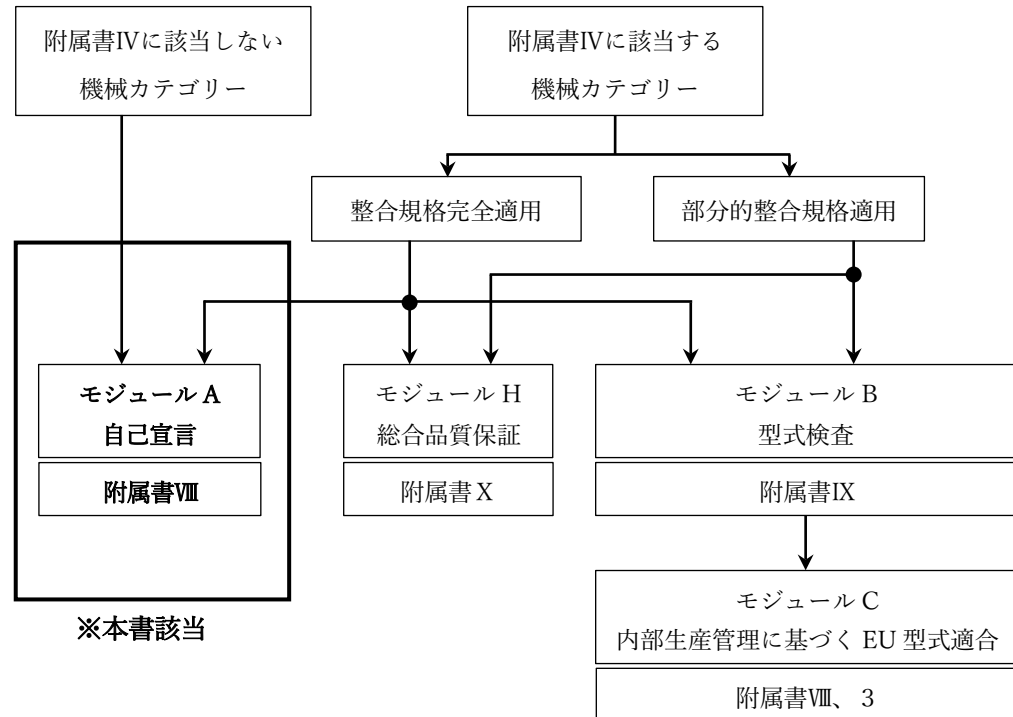 附属書Ⅳに該当しない
機械カテゴリー
附属書Ⅳに該当する
機械カテゴリー
整合規格完全適用
部分的整合規格適用
モジュール A
自己宣言
附属書Ⅷ
モジュール H
総合品質保証
附属書Ⅹ
モジュール B
型式検査
附属書Ⅸ
※本書該当
モジュール C
内部生産管理に基づく EU 型式適合
附属書Ⅷ、3